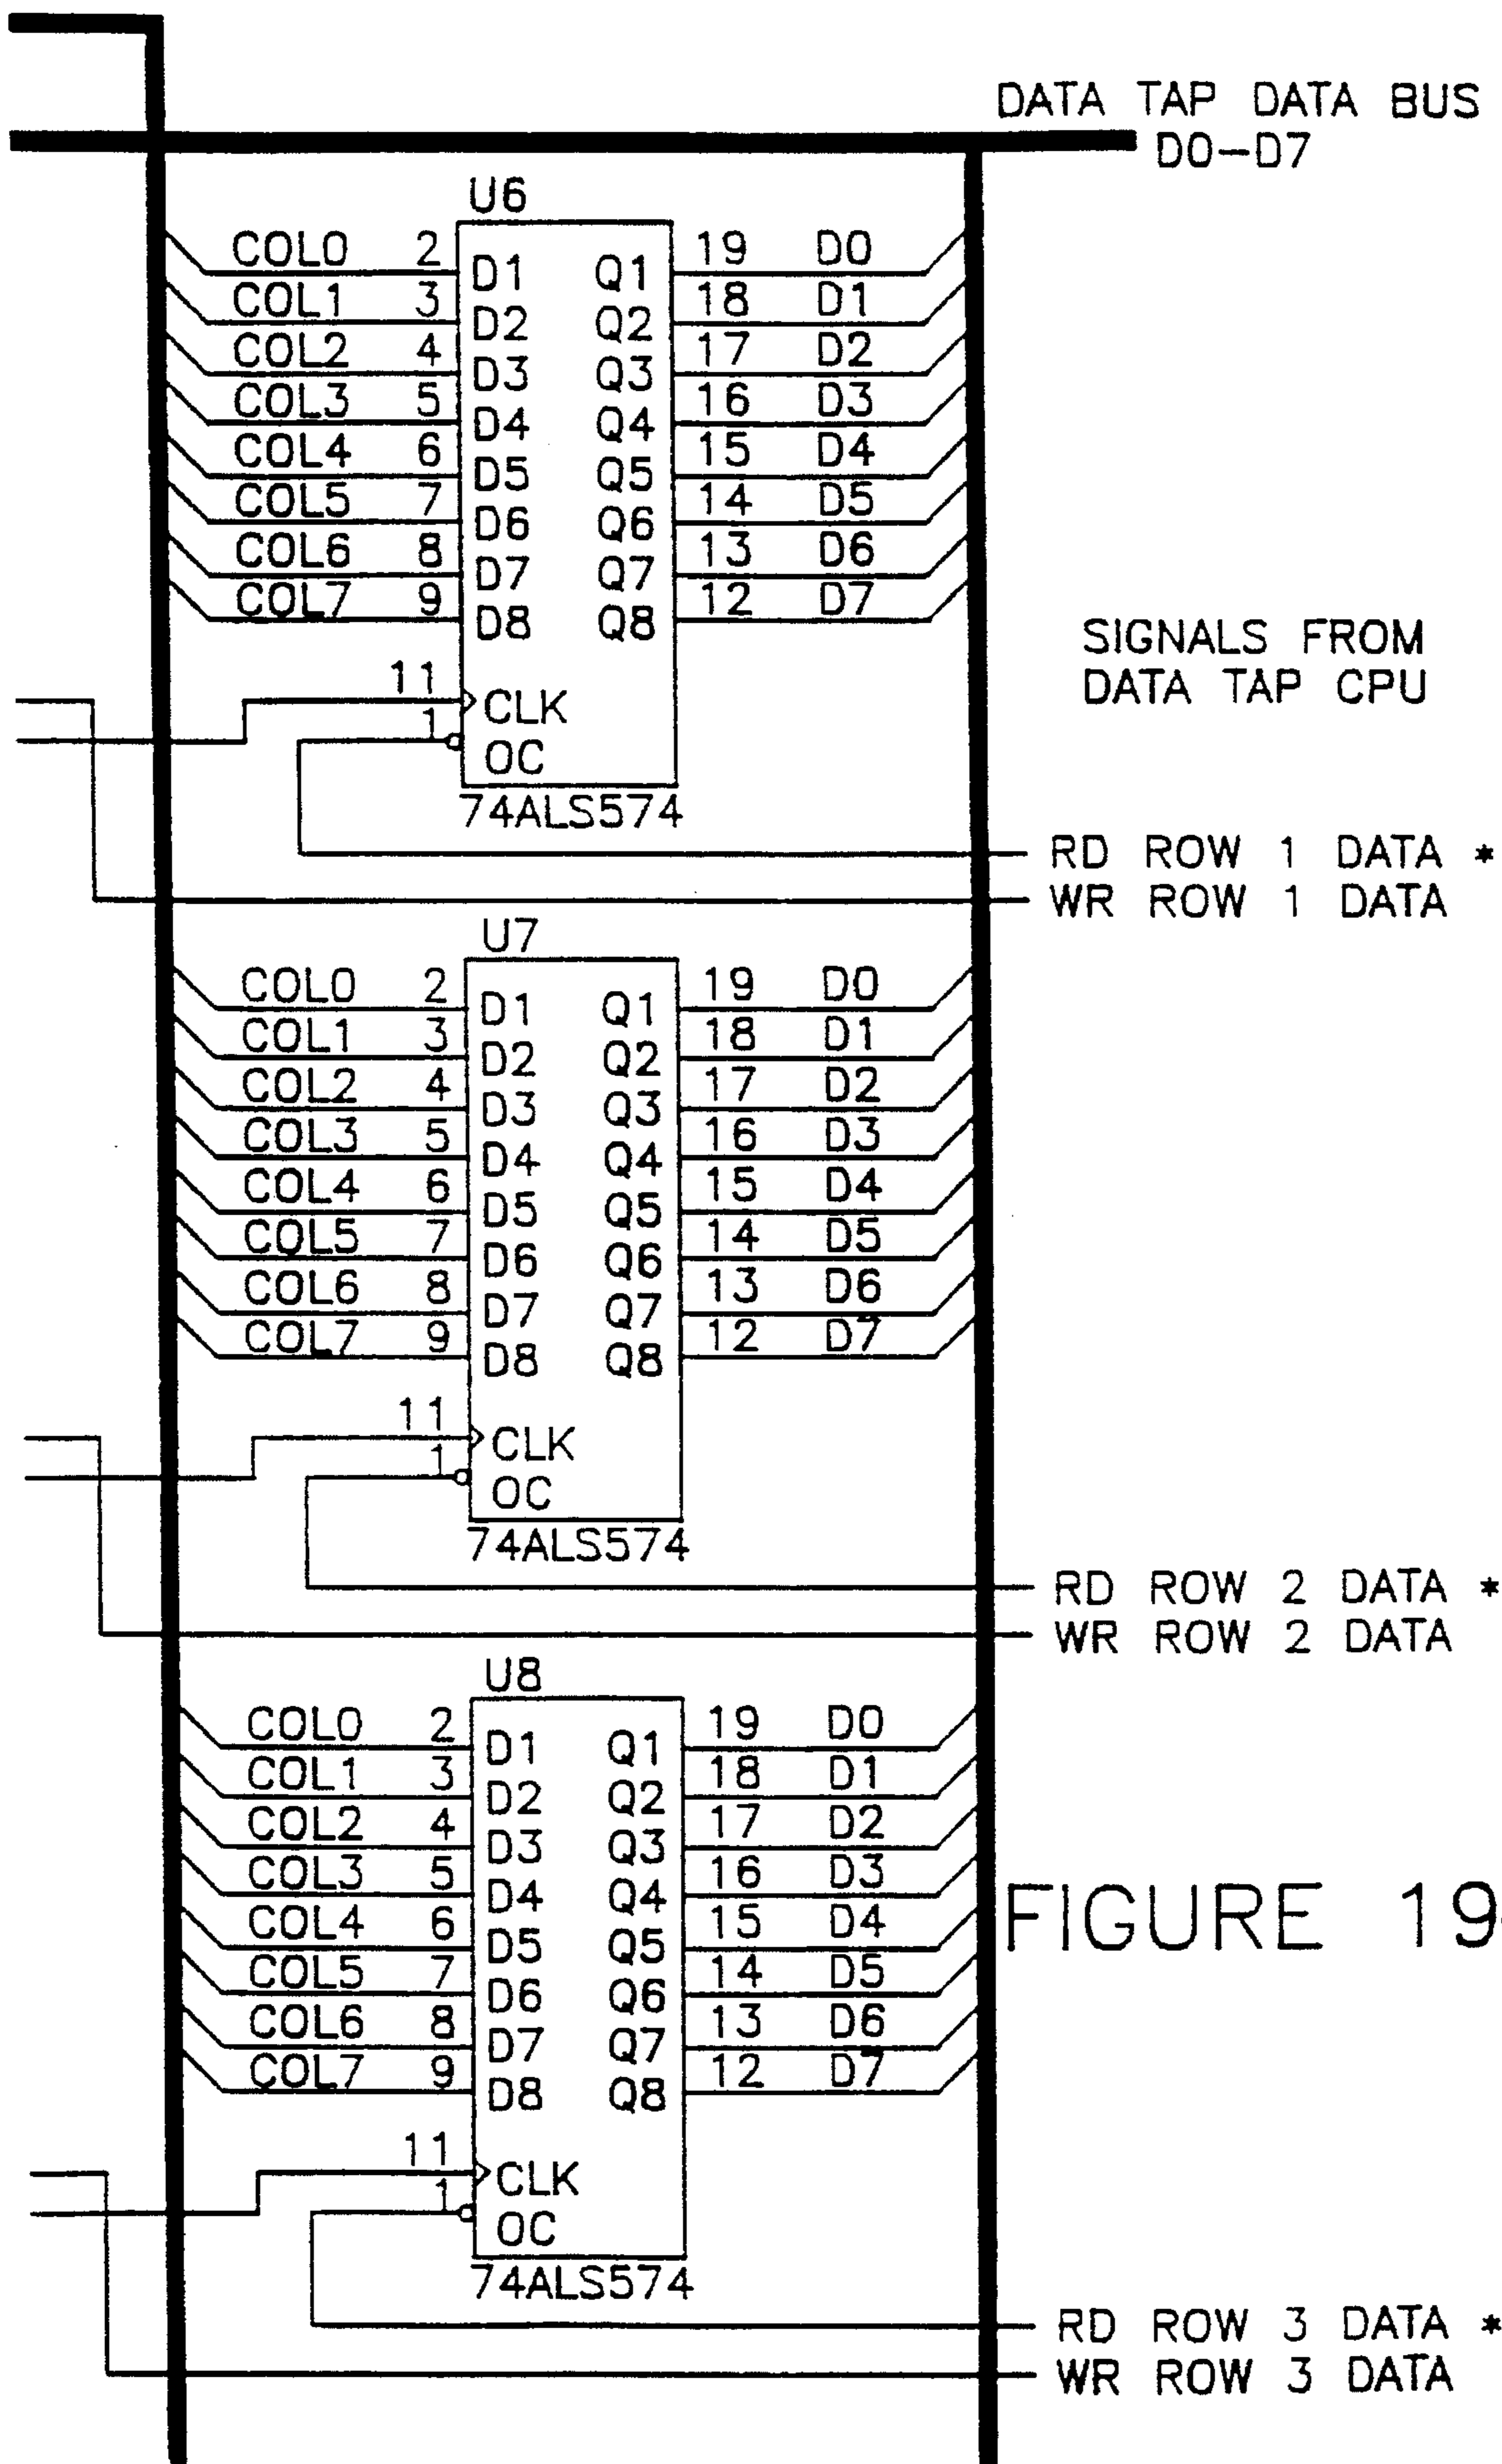 DATA TAP DATA BUS
D0-D7
U6
COL0 2 D1 Q1 19 D0
COL1 3 D2 Q2 18 D1
COL2 4 D3 Q3 17 D2
COL3 5 D4 Q4 16 D3
COL4 6 D5 Q5 15 D4
COL5 7 D6 Q6 14 D5
COL6 8 D7 Q7 13 D6
COL7 9 D8 Q8 12 D7
SIGNALS FROM
DATA TAP CPU
11 CLK
1 OC
74ALS574
RD ROW 1 DATA *
WR ROW 1 DATA
U7
COL0 2 D1 Q1 19 D0
COL1 3 D2 Q2 18 D1
COL2 4 D3 Q3 17 D2
COL3 5 D4 Q4 16 D3
COL4 6 D5 Q5 15 D4
COL5 7 D6 Q6 14 D5
COL6 8 D7 Q7 13 D6
COL7 9 D8 Q8 12 D7
11 CLK
1 OC
74ALS574
RD ROW 2 DATA *
WR ROW 2 DATA
U8
COL0 2 D1 Q1 19 D0
COL1 3 D2 Q2 18 D1
COL2 4 D3 Q3 17 D2
COL3 5 D4 Q4 16 D3
COL4 6 D5 Q5 15 D4
COL5 7 D6 Q6 14 D5
COL6 8 D7 Q7 13 D6
COL7 9 D8 Q8 12 D7
FIGURE 19
11 CLK
1 OC
74ALS574
RD ROW 3 DATA *
WR ROW 3 DATA